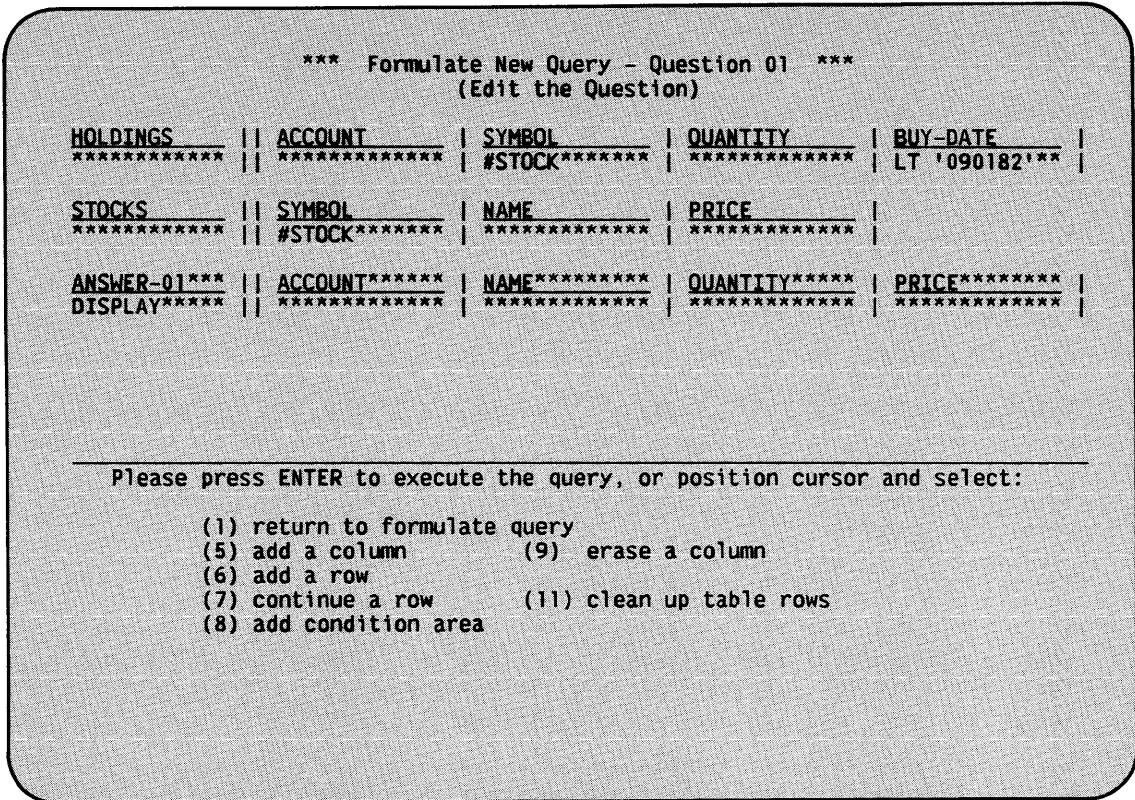 *** Formulate New Query - Question 01 ***
(Edit the Question)
HOLDINGS || ACCOUNT | SYMBOL | QUANTITY | BUY-DATE |
************ || ************* | #STOCK******* | ************* | LT '090182'** |
STOCKS || SYMBOL | NAME | PRICE |
************ || #STOCK******* | ************* | ************* |
ANSWER-01*** || ACCOUNT****** | NAME********* | QUANTITY***** | PRICE******** |
DISPLAY***** || ************* | ************* | ************* | ************* |
Please press ENTER to execute the query, or position cursor and select:
(1) return to formulate query
(5) add a column (9) erase a column
(6) add a row
(7) continue a row (11) clean up table rows
(8) add condition area